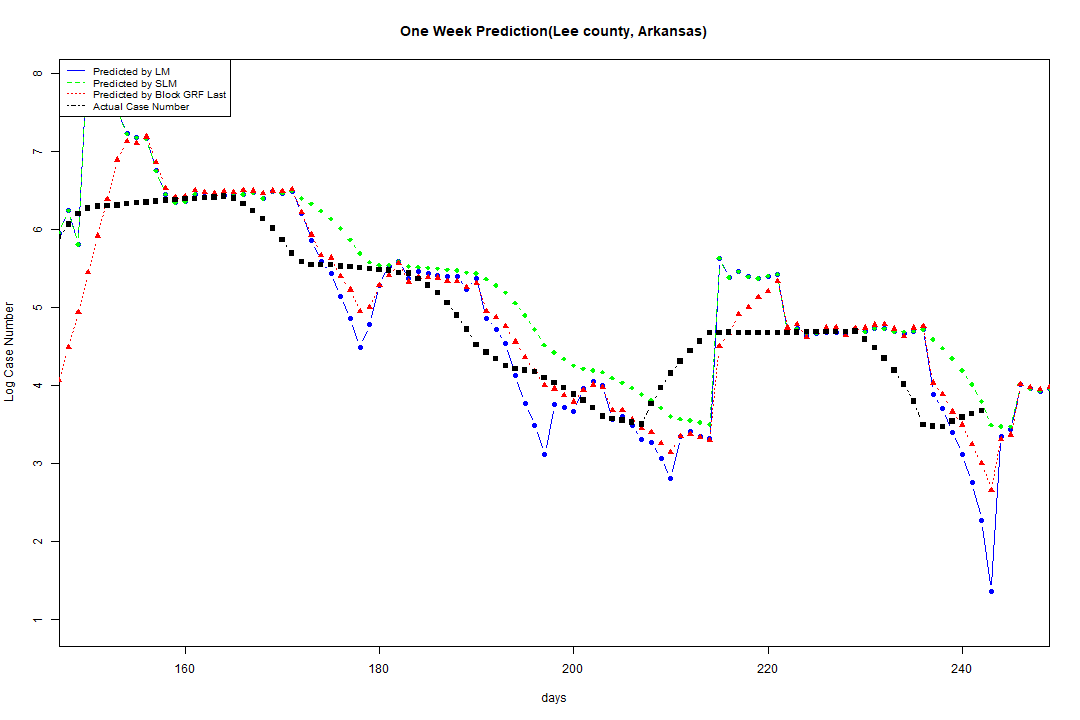 One Week Prediction(Lee county, Arkansas)
Predicted by LM
Predicted by SLM
Predicted by Block GRF Last
Actual Case Number
8
7
6
5
4
3
2
1
Log Case Number
160 180 200 220 240
days